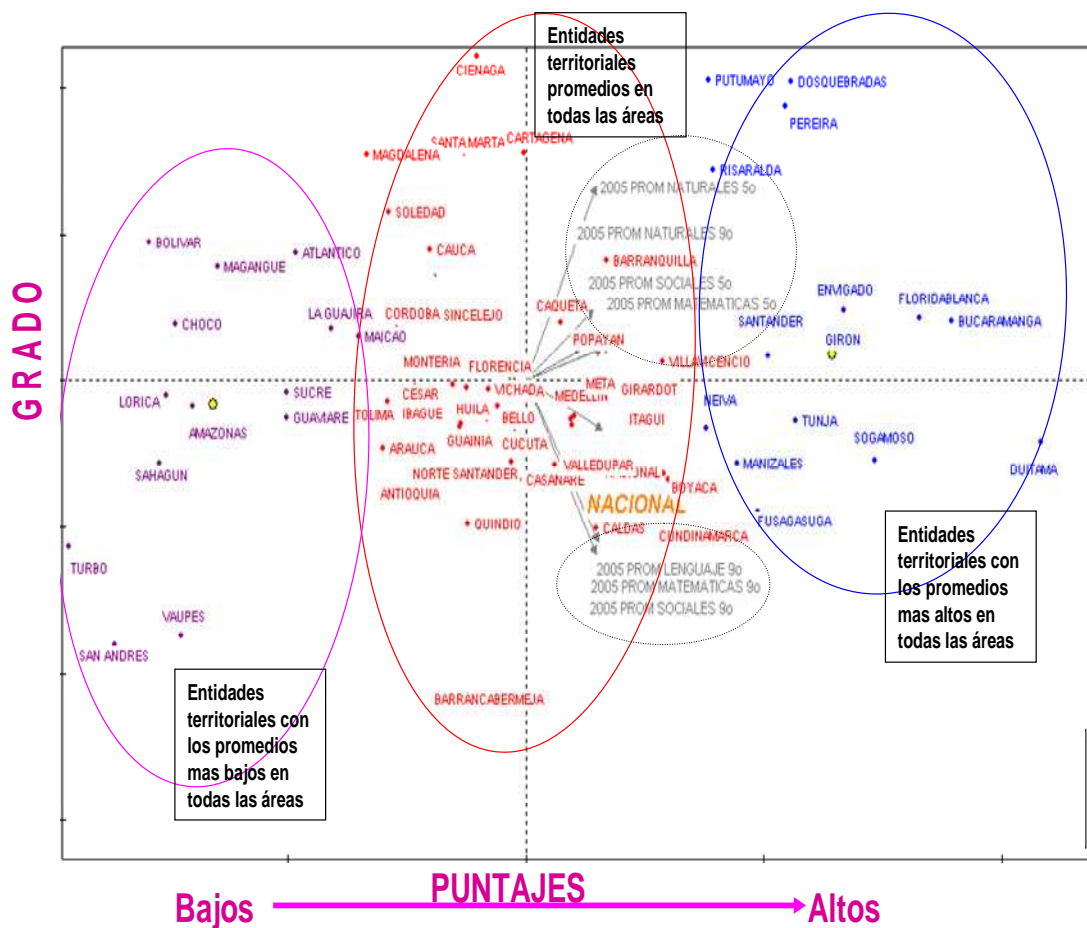 Entidades
territoriales
promedios en
todas las áreas
CIENAGA
PUTUMAYO
DOSQUEBRADAS
PEREIRA
SANTA MARTA
CARTAGENA
MAGDALENA
RISARALDA
2005 PROM NATURALES 5o
SOLEDAD
2005 PROM NATURALES 9o
BOLIVAR
ATLANTICO
CAUCA
MAGANGUE
BARRANQUILLA
2005 PROM SOCIALES 5o
ENVIGADO
FLORIDABLANCA
CAQUETA
2005 PROM MATEMATICAS 5o
LA GUAJIRA
CORDOBA
SINCELEJO
SANTANDER
BUCARAMANGA
CHOCO
MAICAO
POPAYAN
GIRON
GRADO
MONTERIA
FLORENCIA
VILLAVICENCIO
SUCRE
CESAR
VICHADA
META
MEDELLIN
GIRARDOT
LORICA
NEIVA
AMAZONAS
GUAVIARE
TOLIMA
IBAGUE
HUILA
BELLO
ITAGUI
TUNJA
GUAINIA
SOGAMOSO
ARAUCA
CUCUTA
SAHAGUN
NORTE SANTANDER
VALLEDUPAR
MANIZALES
DUITAMA
CASANARE
BOYACA
ANTIOQUIA
NACIONAL
QUINDIO
CALDAS
CUNDINAMARCA
FUSAGASUGA
TURBO
2005 PROM LENGUAJE 9o
2005 PROM MATEMATICAS 9o
2005 PROM SOCIALES 9o
Entidades
territoriales con
los promedios
mas altos en
todas las áreas
VAUPES
SAN ANDRES
BARRANCABERMEJA
Entidades
territoriales con
los promedios
mas bajos en
todas las áreas
PUNTAJES
Bajos
Altos